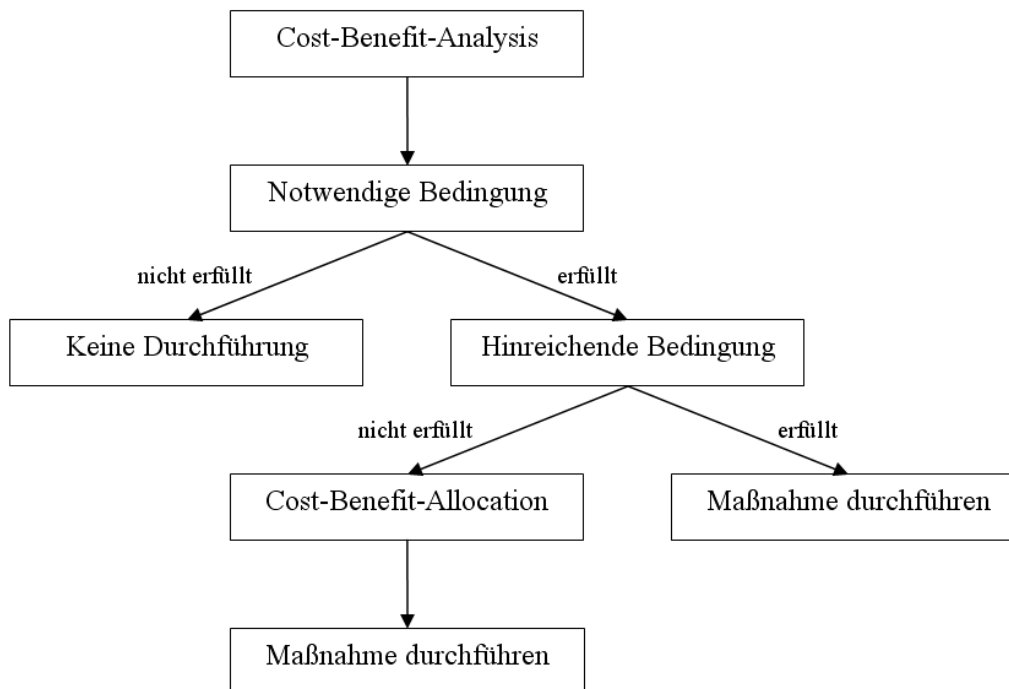 Cost-Benefit-Analysis
Notwendige Bedingung
nicht erfüllt
erfüllt
Keine Durchführung
Hinreichende Bedingung
nicht erfüllt
erfüllt
Cost-Benefit-Allocation
Maßnahme durchführen
Maßnahme durchführen